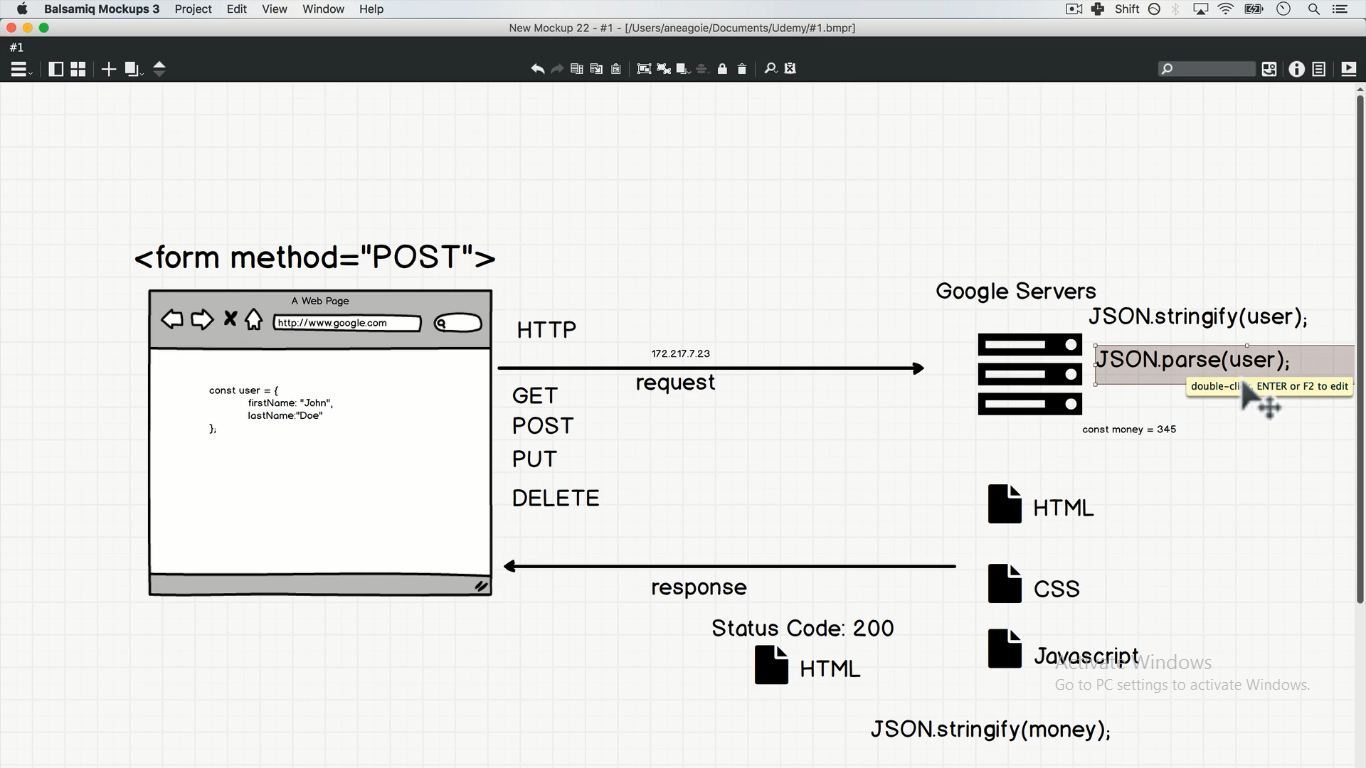 Balsamiq Mockups 3 Project Edit View Window Help Shift
New Mockup 22 - #1 - [/Users/aneagoie/Documents/Udemy/#1.bmpr]
#1
<form method="POST">
A Web Page
http://www.google.com
const user = {
firstName: "John",
lastName:"Doe"
};
HTTP
172.217.7.23
request
GET
POST
PUT
DELETE
Google Servers
JSON.stringify(user);
JSON.parse(user);
ENTER or F2 to edit
const money = 345
HTML
CSS
Javascript
response
Status Code: 200
HTML
Activate Windows
Go to PC settings to activate Windows.
JSON.stringify(money);